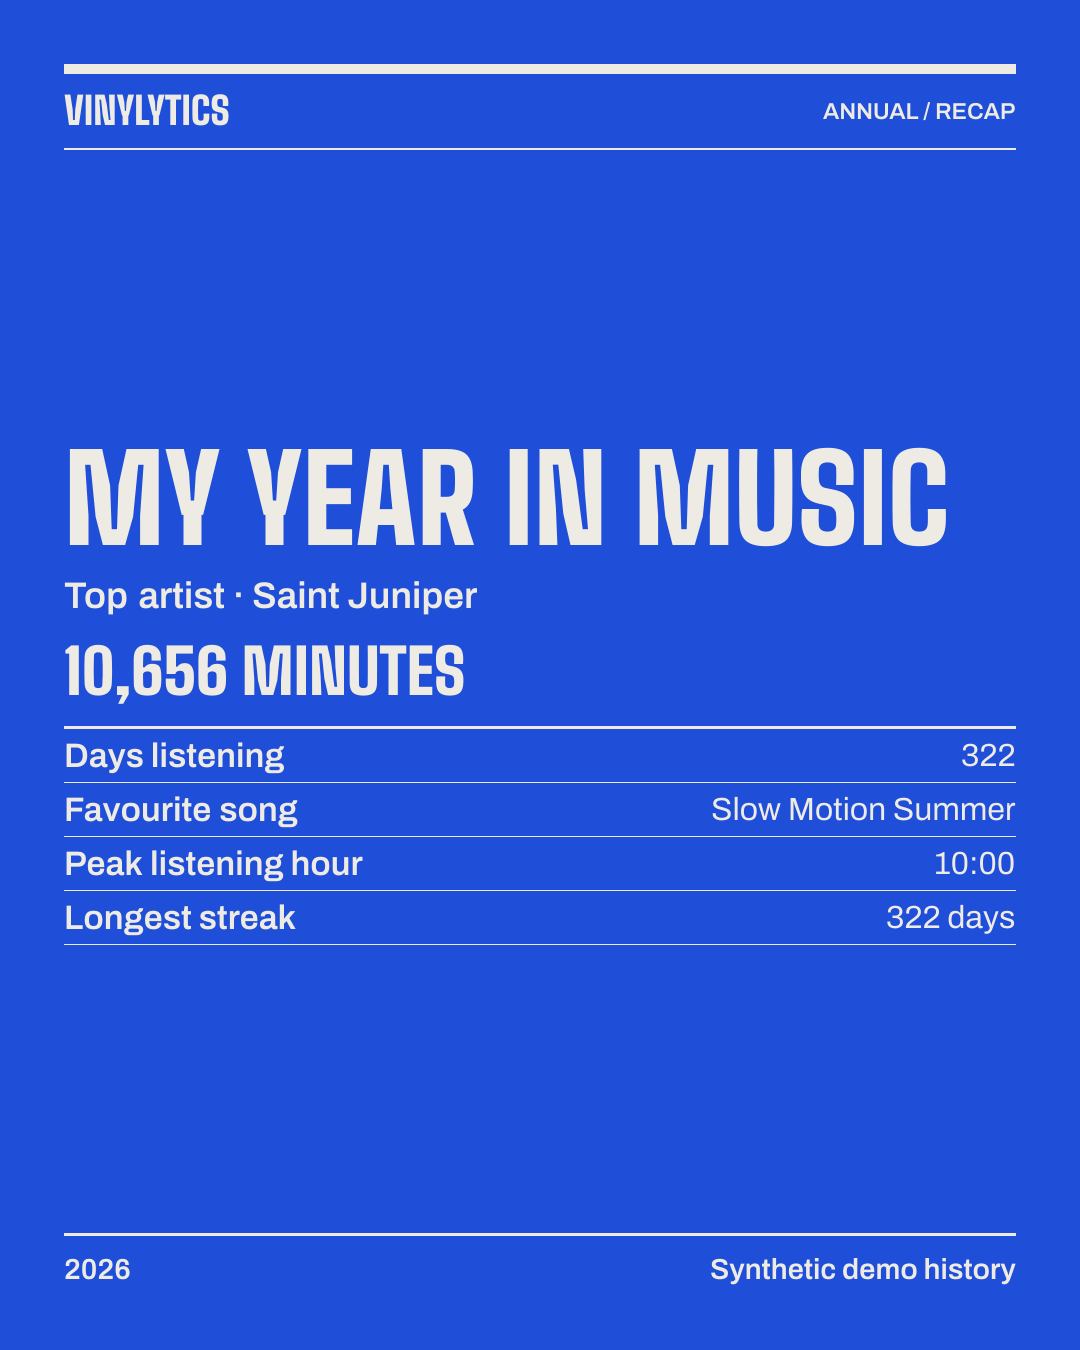 VINYLYTICS
ANNUAL / RECAP
MY YEAR IN MUSIC
Top artist · Saint Juniper
10,656 MINUTES
Days listening 322
Favourite song Slow Motion Summer
Peak listening hour 10:00
Longest streak 322 days
2026
Synthetic demo history